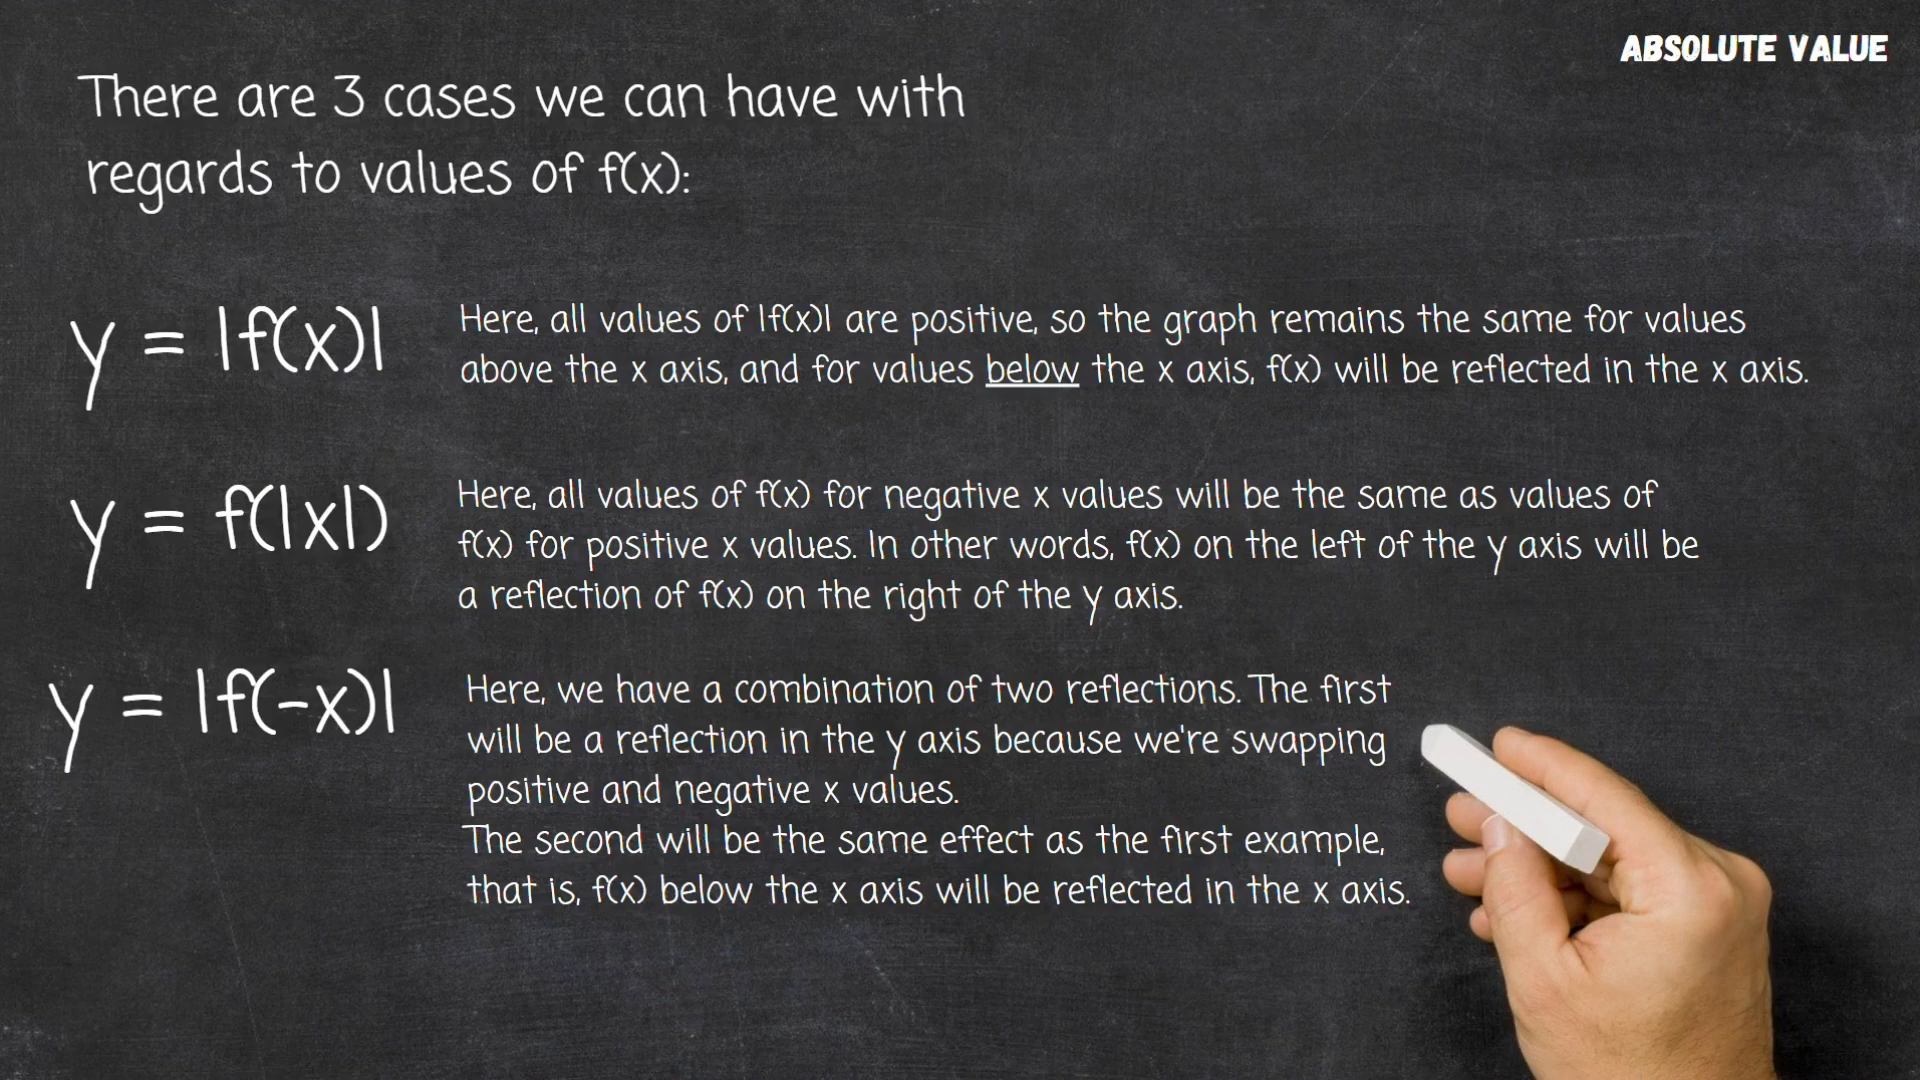 ABSOLUTE VALUE
There are 3 cases we can have with
regards to values of f(x):
y = |f(x)|
Here, all values of |f(x)| are positive, so the graph remains the same for values
above the x axis, and for values below the x axis, f(x) will be reflected in the x axis.
y = f(|x|)
Here, all values of f(x) for negative x values will be the same as values of
f(x) for positive x values. In other words, f(x) on the left of the y axis will be
a reflection of f(x) on the right of the y axis.
y = |f(-x)|
Here, we have a combination of two reflections. The first
will be a reflection in the y axis because we're swapping
positive and negative x values.
The second will be the same effect as the first example,
that is, f(x) below the x axis will be reflected in the x axis.